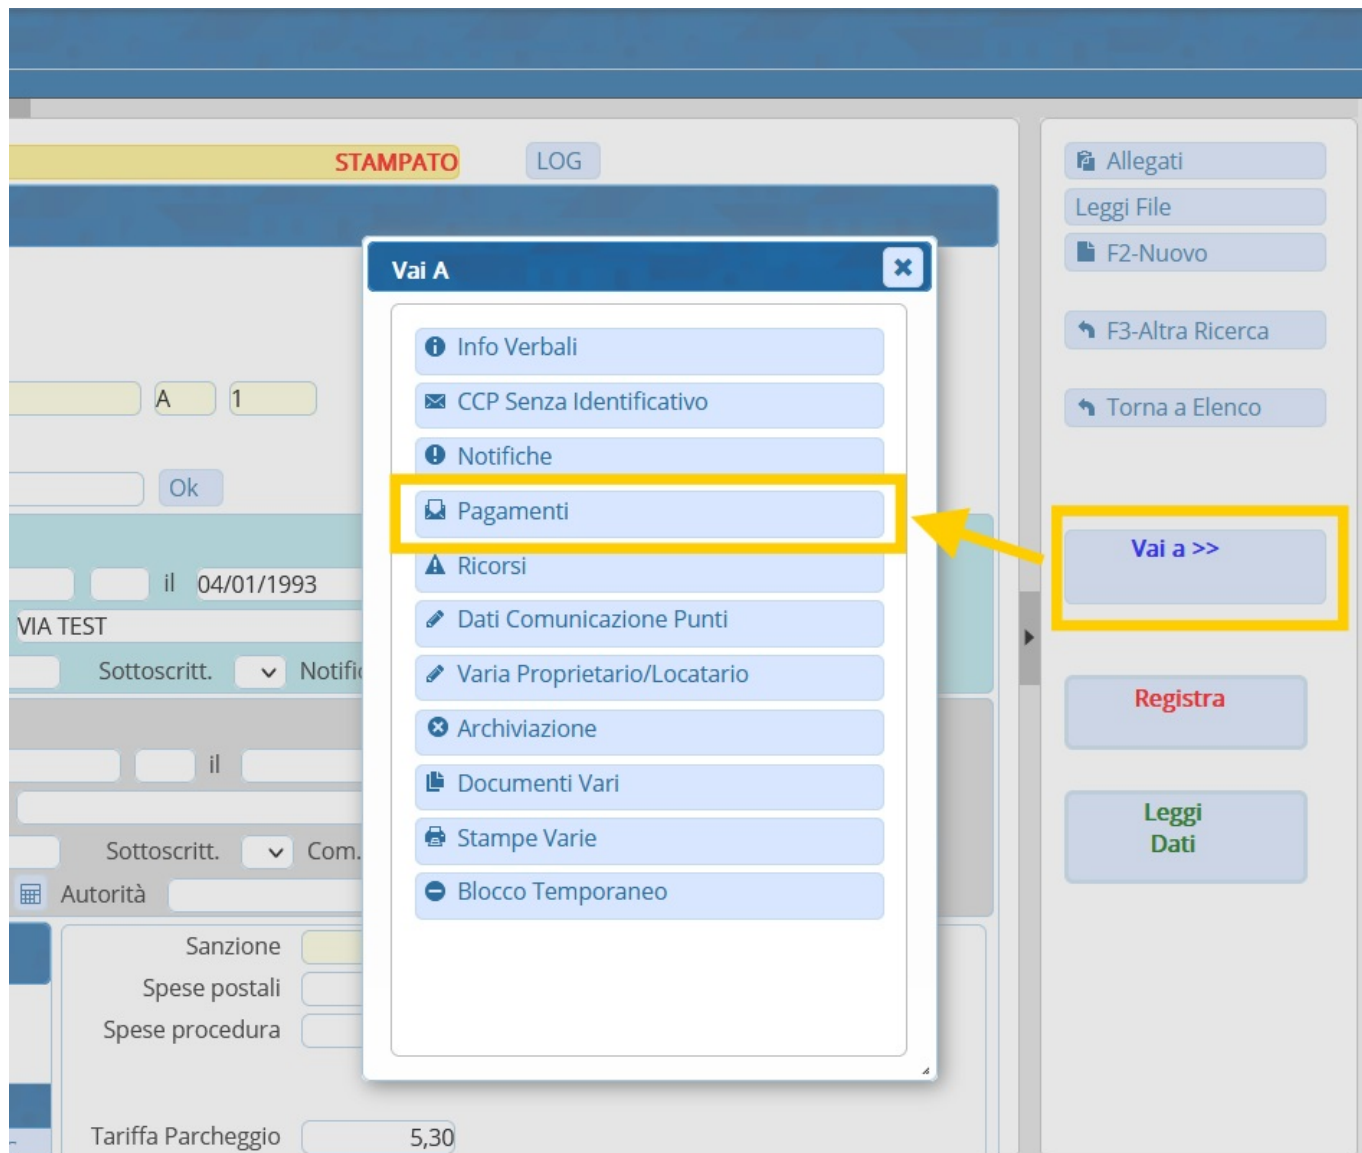 STAMPATO LOG
Allegati
Leggi File
F2-Nuovo
F3-Altra Ricerca
Torna a Elenco
Vai a >>
Registra
Leggi
Dati
Vai A
Info Verbali
CCP Senza Identificativo
Notifiche
Pagamenti
Ricorsi
Dati Comunicazione Punti
Varia Proprietario/Locatario
Archiviazione
Documenti Vari
Stampe Varie
Blocco Temporaneo
A 1
Ok
il 04/01/1993
VIA TEST
Sottoscritt.
il
Sottoscritt. Com.
Autorità
Sanzione
Spese postali
Spese procedura
Tariffa Parcheggio 5,30